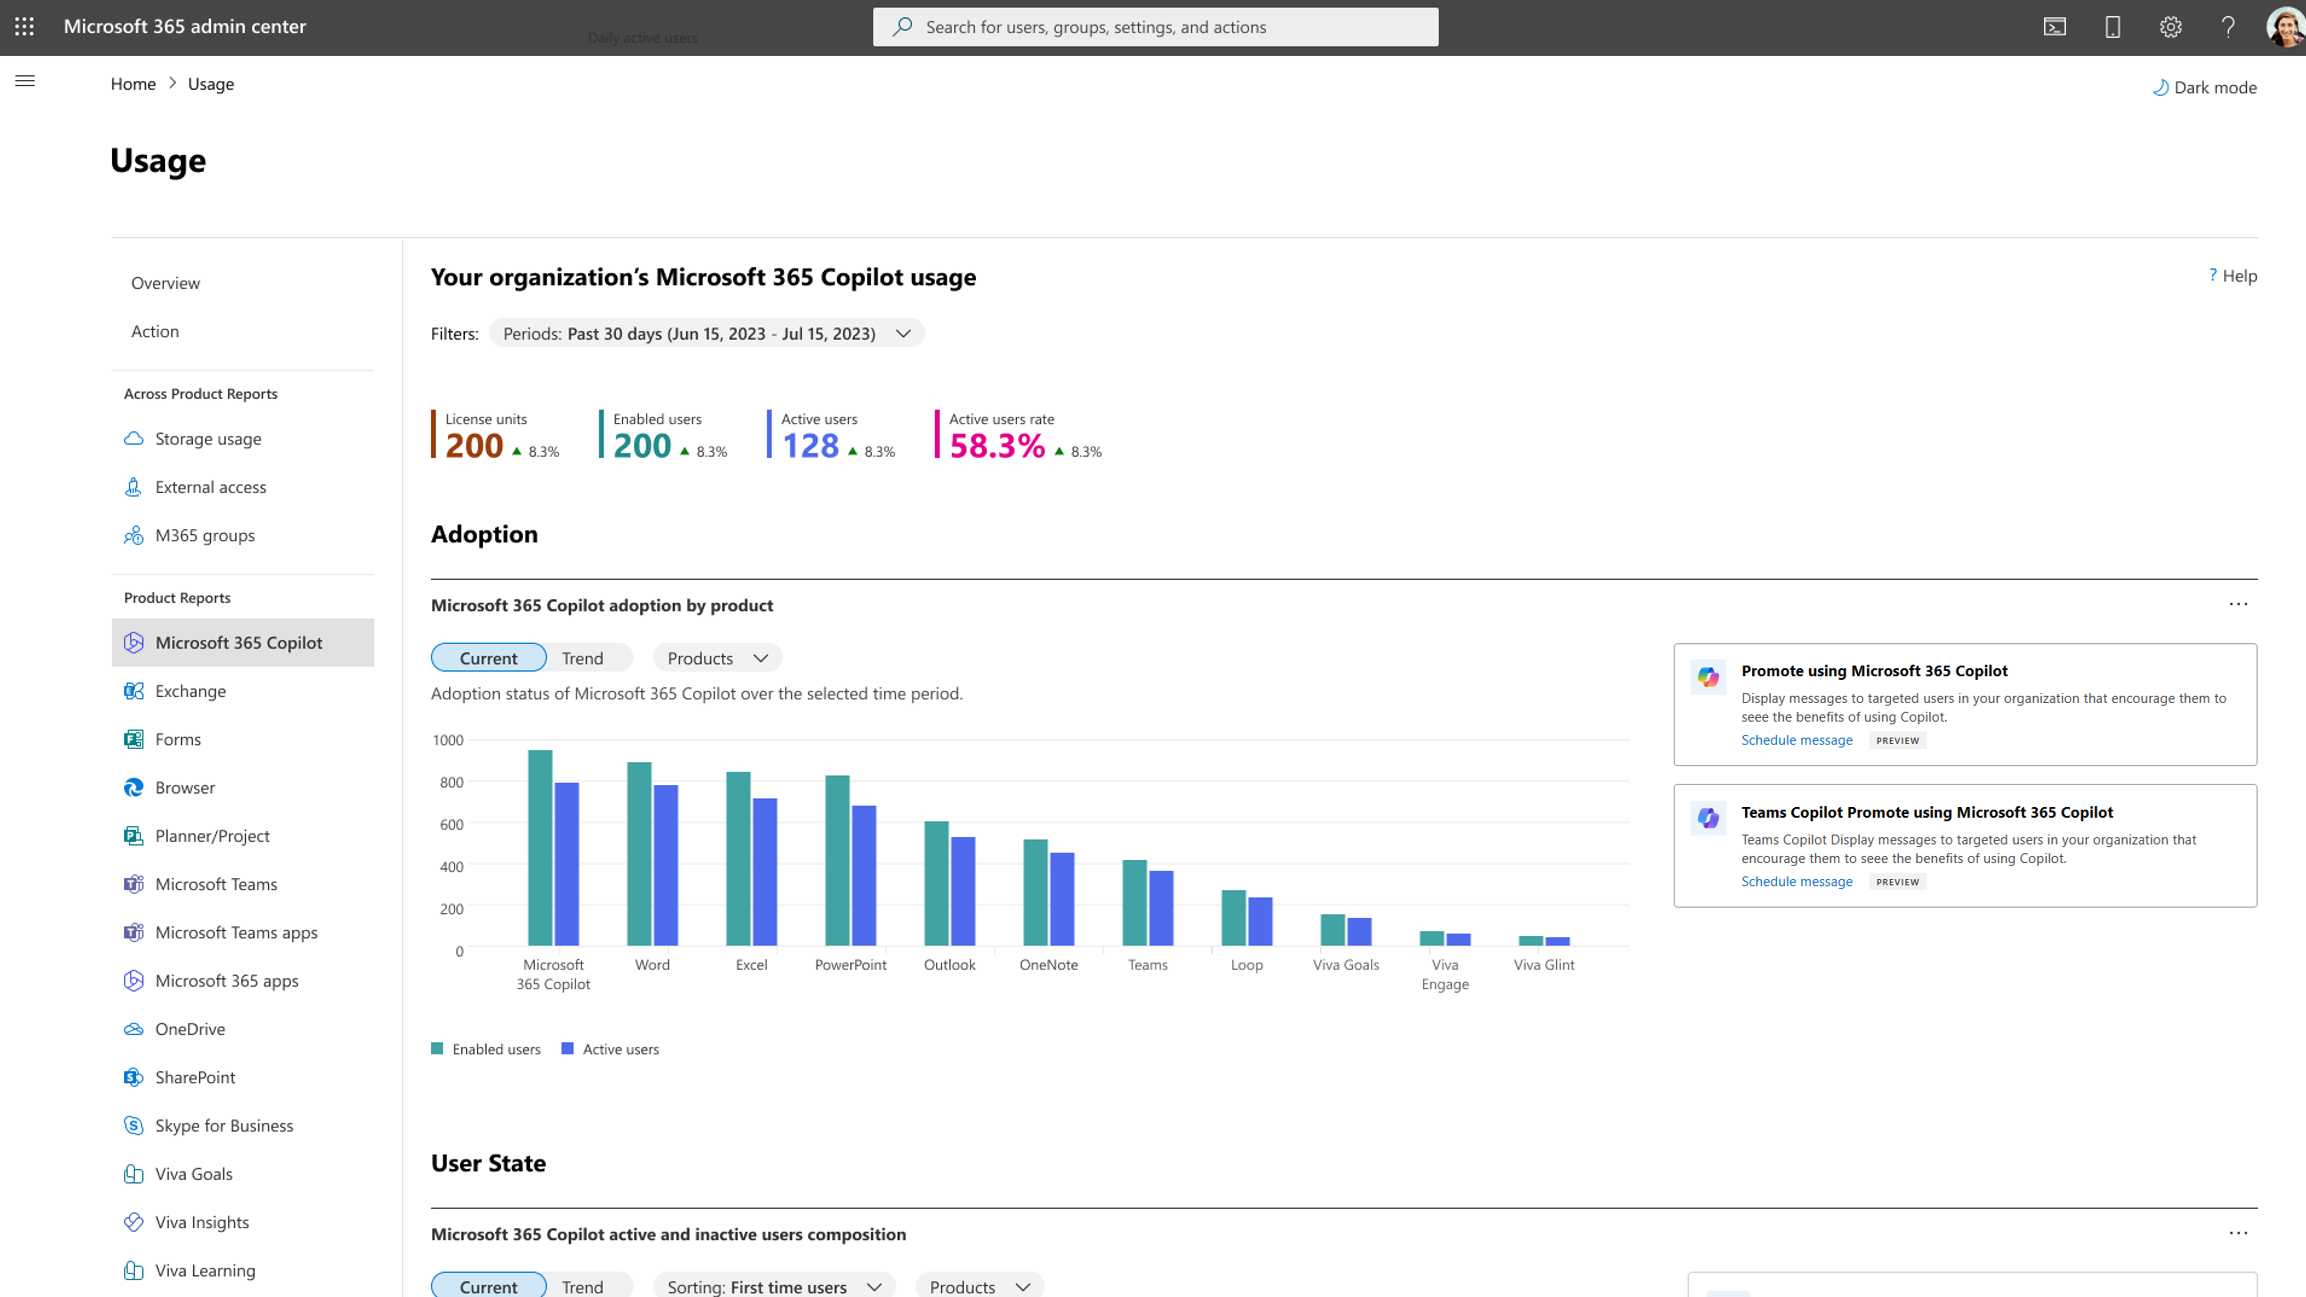 Microsoft 365 admin center
Daily active users
Search for users, groups, settings, and actions
Home > Usage
Dark mode
Usage
Overview
Action
Across Product Reports
Storage usage
External access
M365 groups
Product Reports
Microsoft 365 Copilot
Exchange
Forms
Browser
Planner/Project
Microsoft Teams
Microsoft Teams apps
Microsoft 365 apps
OneDrive
SharePoint
Skype for Business
Viva Goals
Viva Insights
Viva Learning
Your organization’s Microsoft 365 Copilot usage
? Help
Filters: Periods: Past 30 days (Jun 15, 2023 - Jul 15, 2023)
License units
200 ▲ 8.3%
Enabled users
200 ▲ 8.3%
Active users
128 ▲ 8.3%
Active users rate
58.3% ▲ 8.3%
Adoption
Microsoft 365 Copilot adoption by product
...
Current Trend Products
Adoption status of Microsoft 365 Copilot over the selected time period.
1000
800
600
400
200
0
Microsoft
365 Copilot
Word
Excel
PowerPoint
Outlook
OneNote
Teams
Loop
Viva Goals
Viva
Engage
Viva Glint
Enabled users Active users
Promote using Microsoft 365 Copilot
Display messages to targeted users in your organization that encourage them to
seee the benefits of using Copilot.
Schedule message PREVIEW
Teams Copilot Promote using Microsoft 365 Copilot
Teams Copilot Display messages to targeted users in your organization that
encourage them to seee the benefits of using Copilot.
Schedule message PREVIEW
User State
Microsoft 365 Copilot active and inactive users composition
...
Current Trend Sorting: First time users Products